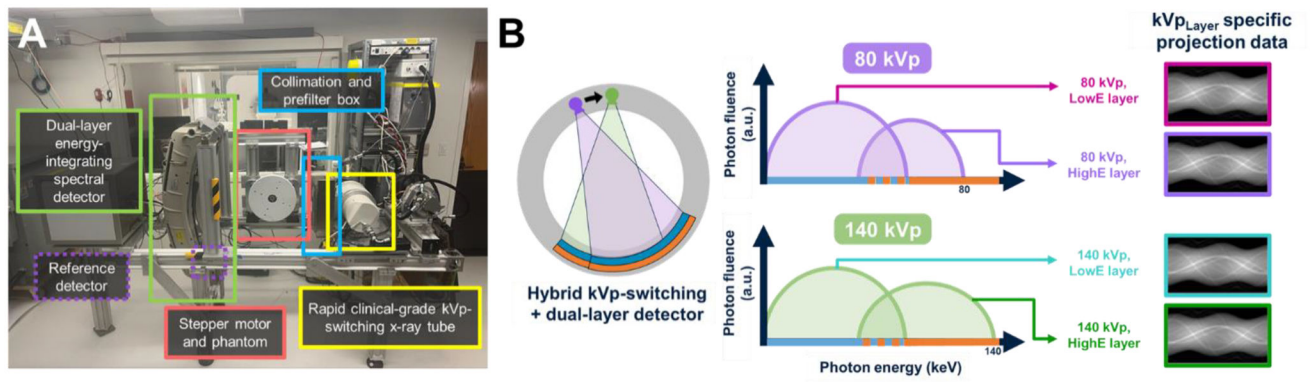 A
Collimation and
prefilter box
Dual-layer
energy-
integrating
spectral
detector
Reference
detector
Stepper motor
and phantom
Rapid clinical-grade kVp-
switching x-ray tube
B
Hybrid kVp-switching
+ dual-layer detector
80 kVp
Photon fluence
(a.u.)
80
80 kVp,
LowE layer
80 kVp,
HighE layer
140 kVp
Photon fluence
(a.u.)
140
Photon energy (keV)
140 kVp,
LowE layer
140 kVp,
HighE layer
kVpLayer specific
projection data